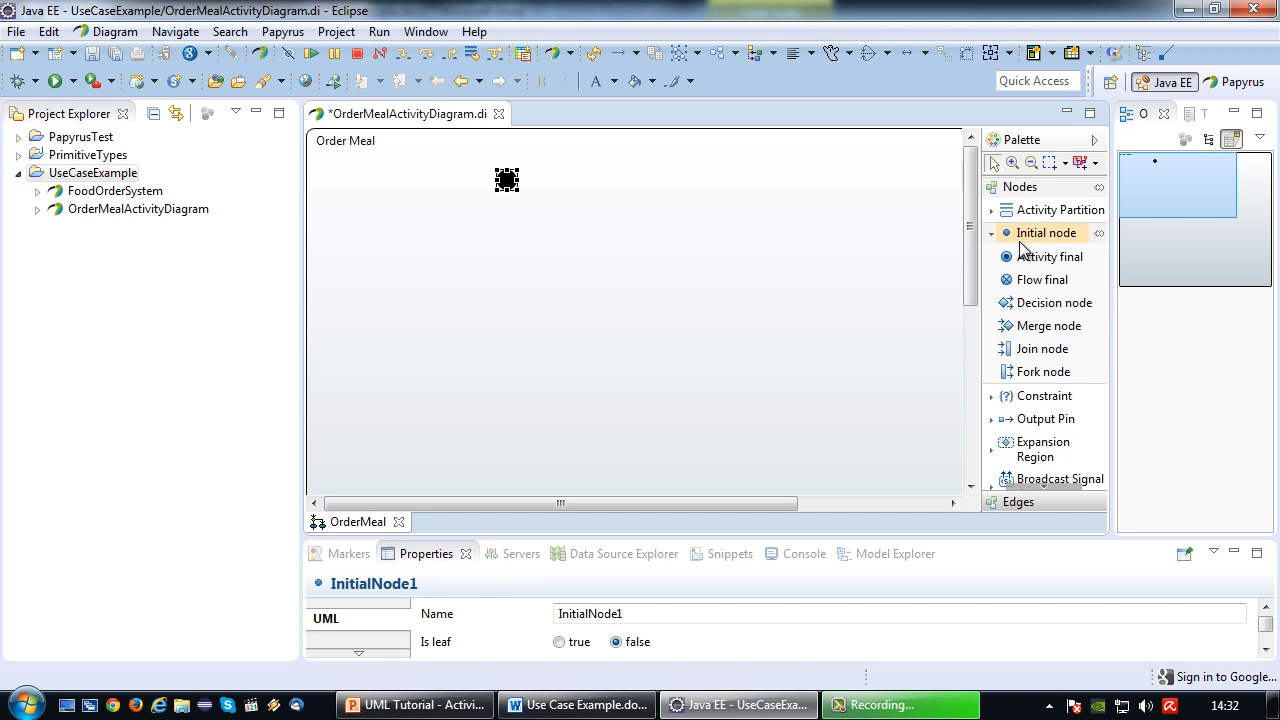 Java EE - UseCaseExample/OrderMealActivityDiagram.di - Eclipse
File Edit Diagram Navigate Search Papyrus Project Run Window Help
Quick Access
Java EE
Papyrus
Project Explorer
PapyrusTest
PrimitiveTypes
UseCaseExample
FoodOrderSystem
OrderMealActivityDiagram
*OrderMealActivityDiagram.di
Order Meal
OrderMeal
Palette
Nodes
Activity Partition
Initial node
Activity final
Flow final
Decision node
Merge node
Join node
Fork node
Constraint
Output Pin
Expansion
Region
Broadcast Signal
Edges
O
T
Markers Properties Servers Data Source Explorer Snippets Console Model Explorer
InitialNode1
UML
Name InitialNode1
Is leaf true false
Sign in to Google...
UML Tutorial - Activi...
Use Case Example.do...
Java EE - UseCaseExa...
Recording...
14:32